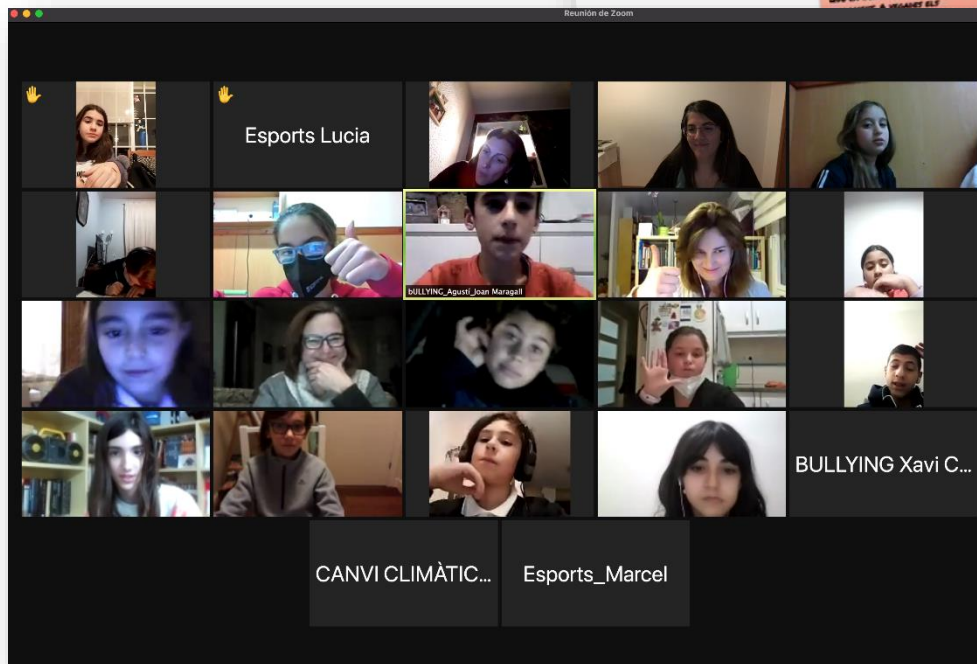 Reunión de Zoom
Esports Lucia
bULLYING_Agustí_Joan Maragall
BULLYING Xavi C...
CANVI CLIMÀTIC...
Esports_Marcel